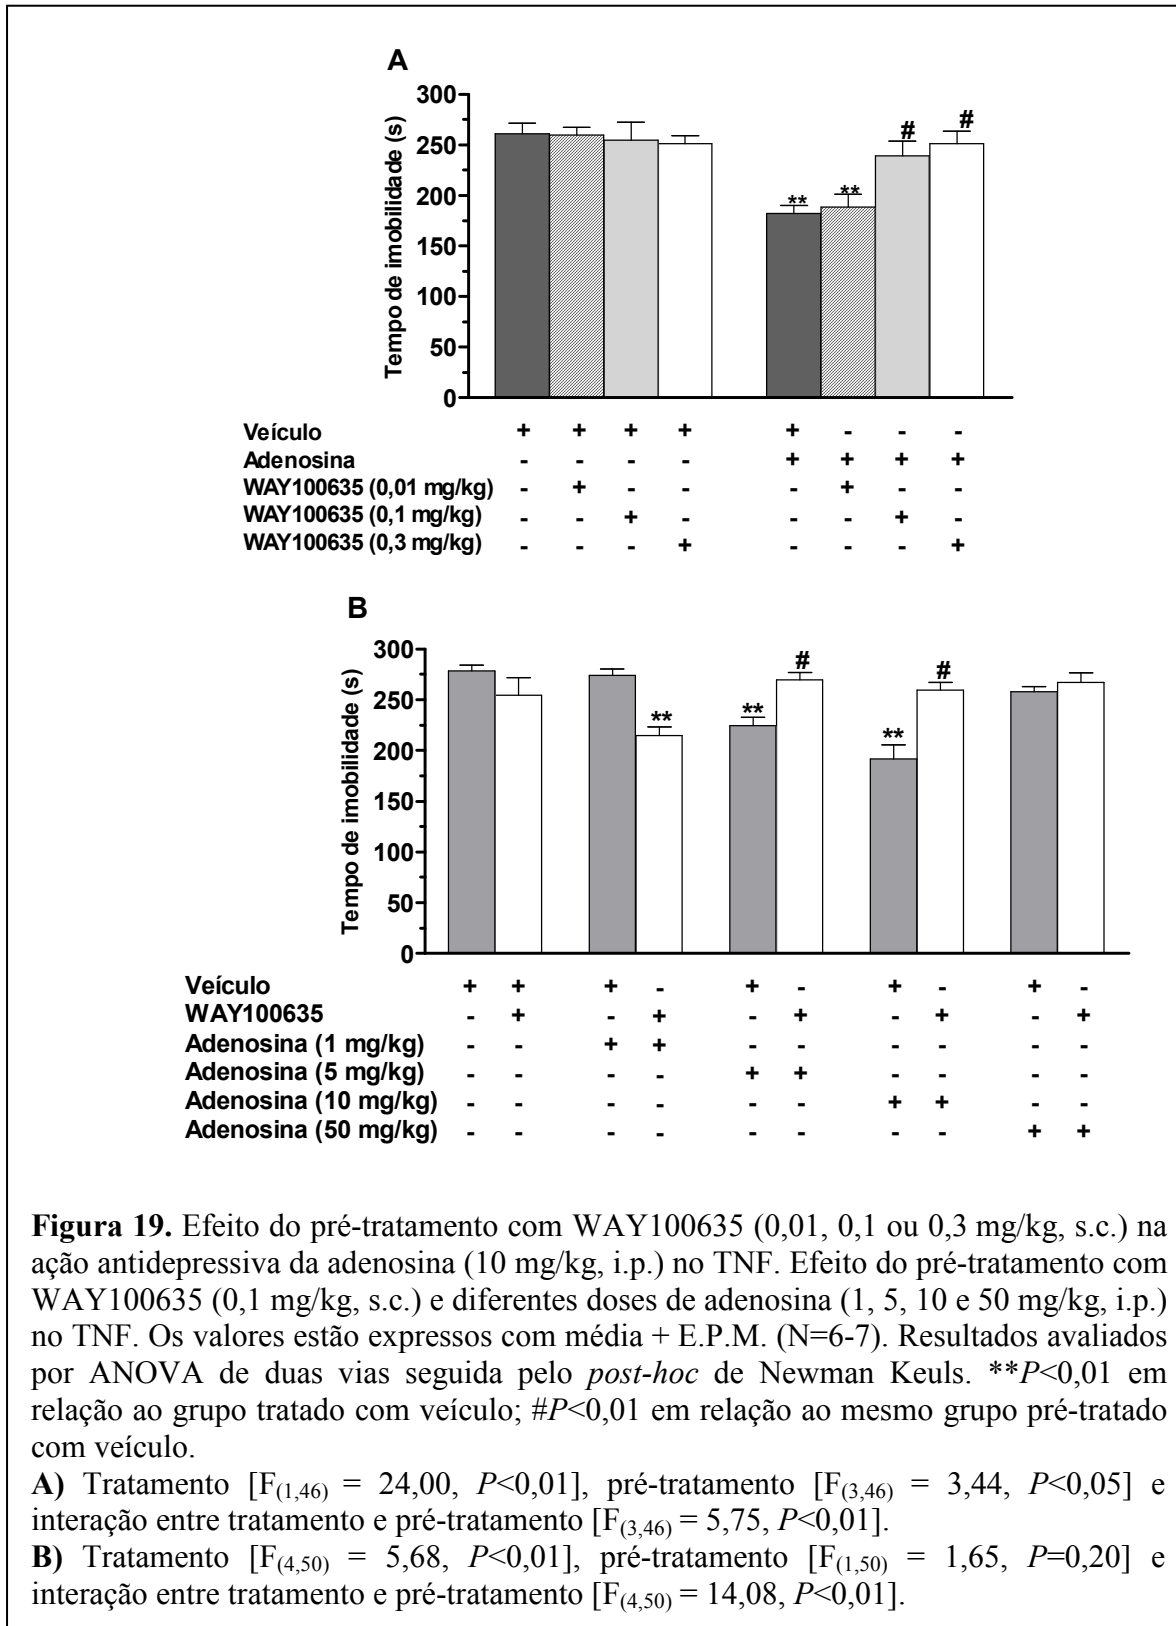 A
300
250
200
150
100
50
0
Tempo de imobilidade (s)
** ** # #
Veículo + + + + + - - -
Adenosina - - - - + + + +
WAY100635 (0,01 mg/kg) - + - - - + - -
WAY100635 (0,1 mg/kg) - - + - - - + -
WAY100635 (0,3 mg/kg) - - - + - - - +
B
300
250
200
150
100
50
0
Tempo de imobilidade (s)
** ** # ** #
Veículo + + + - + - + - + -
WAY100635 - + - + - + - + - +
Adenosina (1 mg/kg) - - + + - - - - - -
Adenosina (5 mg/kg) - - - - + + - - - -
Adenosina (10 mg/kg) - - - - - - + + - -
Adenosina (50 mg/kg) - - - - - - - - + +
Figura 19. Efeito do pré-tratamento com WAY100635 (0,01, 0,1 ou 0,3 mg/kg, s.c.) na
ação antidepressiva da adenosina (10 mg/kg, i.p.) no TNF. Efeito do pré-tratamento com
WAY100635 (0,1 mg/kg, s.c.) e diferentes doses de adenosina (1, 5, 10 e 50 mg/kg, i.p.)
no TNF. Os valores estão expressos com média + E.P.M. (N=6-7). Resultados avaliados
por ANOVA de duas vias seguida pelo post-hoc de Newman Keuls. **P<0,01 em
relação ao grupo tratado com veículo; #P<0,01 em relação ao mesmo grupo pré-tratado
com veículo.
A) Tratamento [F(1,46) = 24,00, P<0,01], pré-tratamento [F(3,46) = 3,44, P<0,05] e
interação entre tratamento e pré-tratamento [F(3,46) = 5,75, P<0,01].
B) Tratamento [F(4,50) = 5,68, P<0,01], pré-tratamento [F(1,50) = 1,65, P=0,20] e
interação entre tratamento e pré-tratamento [F(4,50) = 14,08, P<0,01].